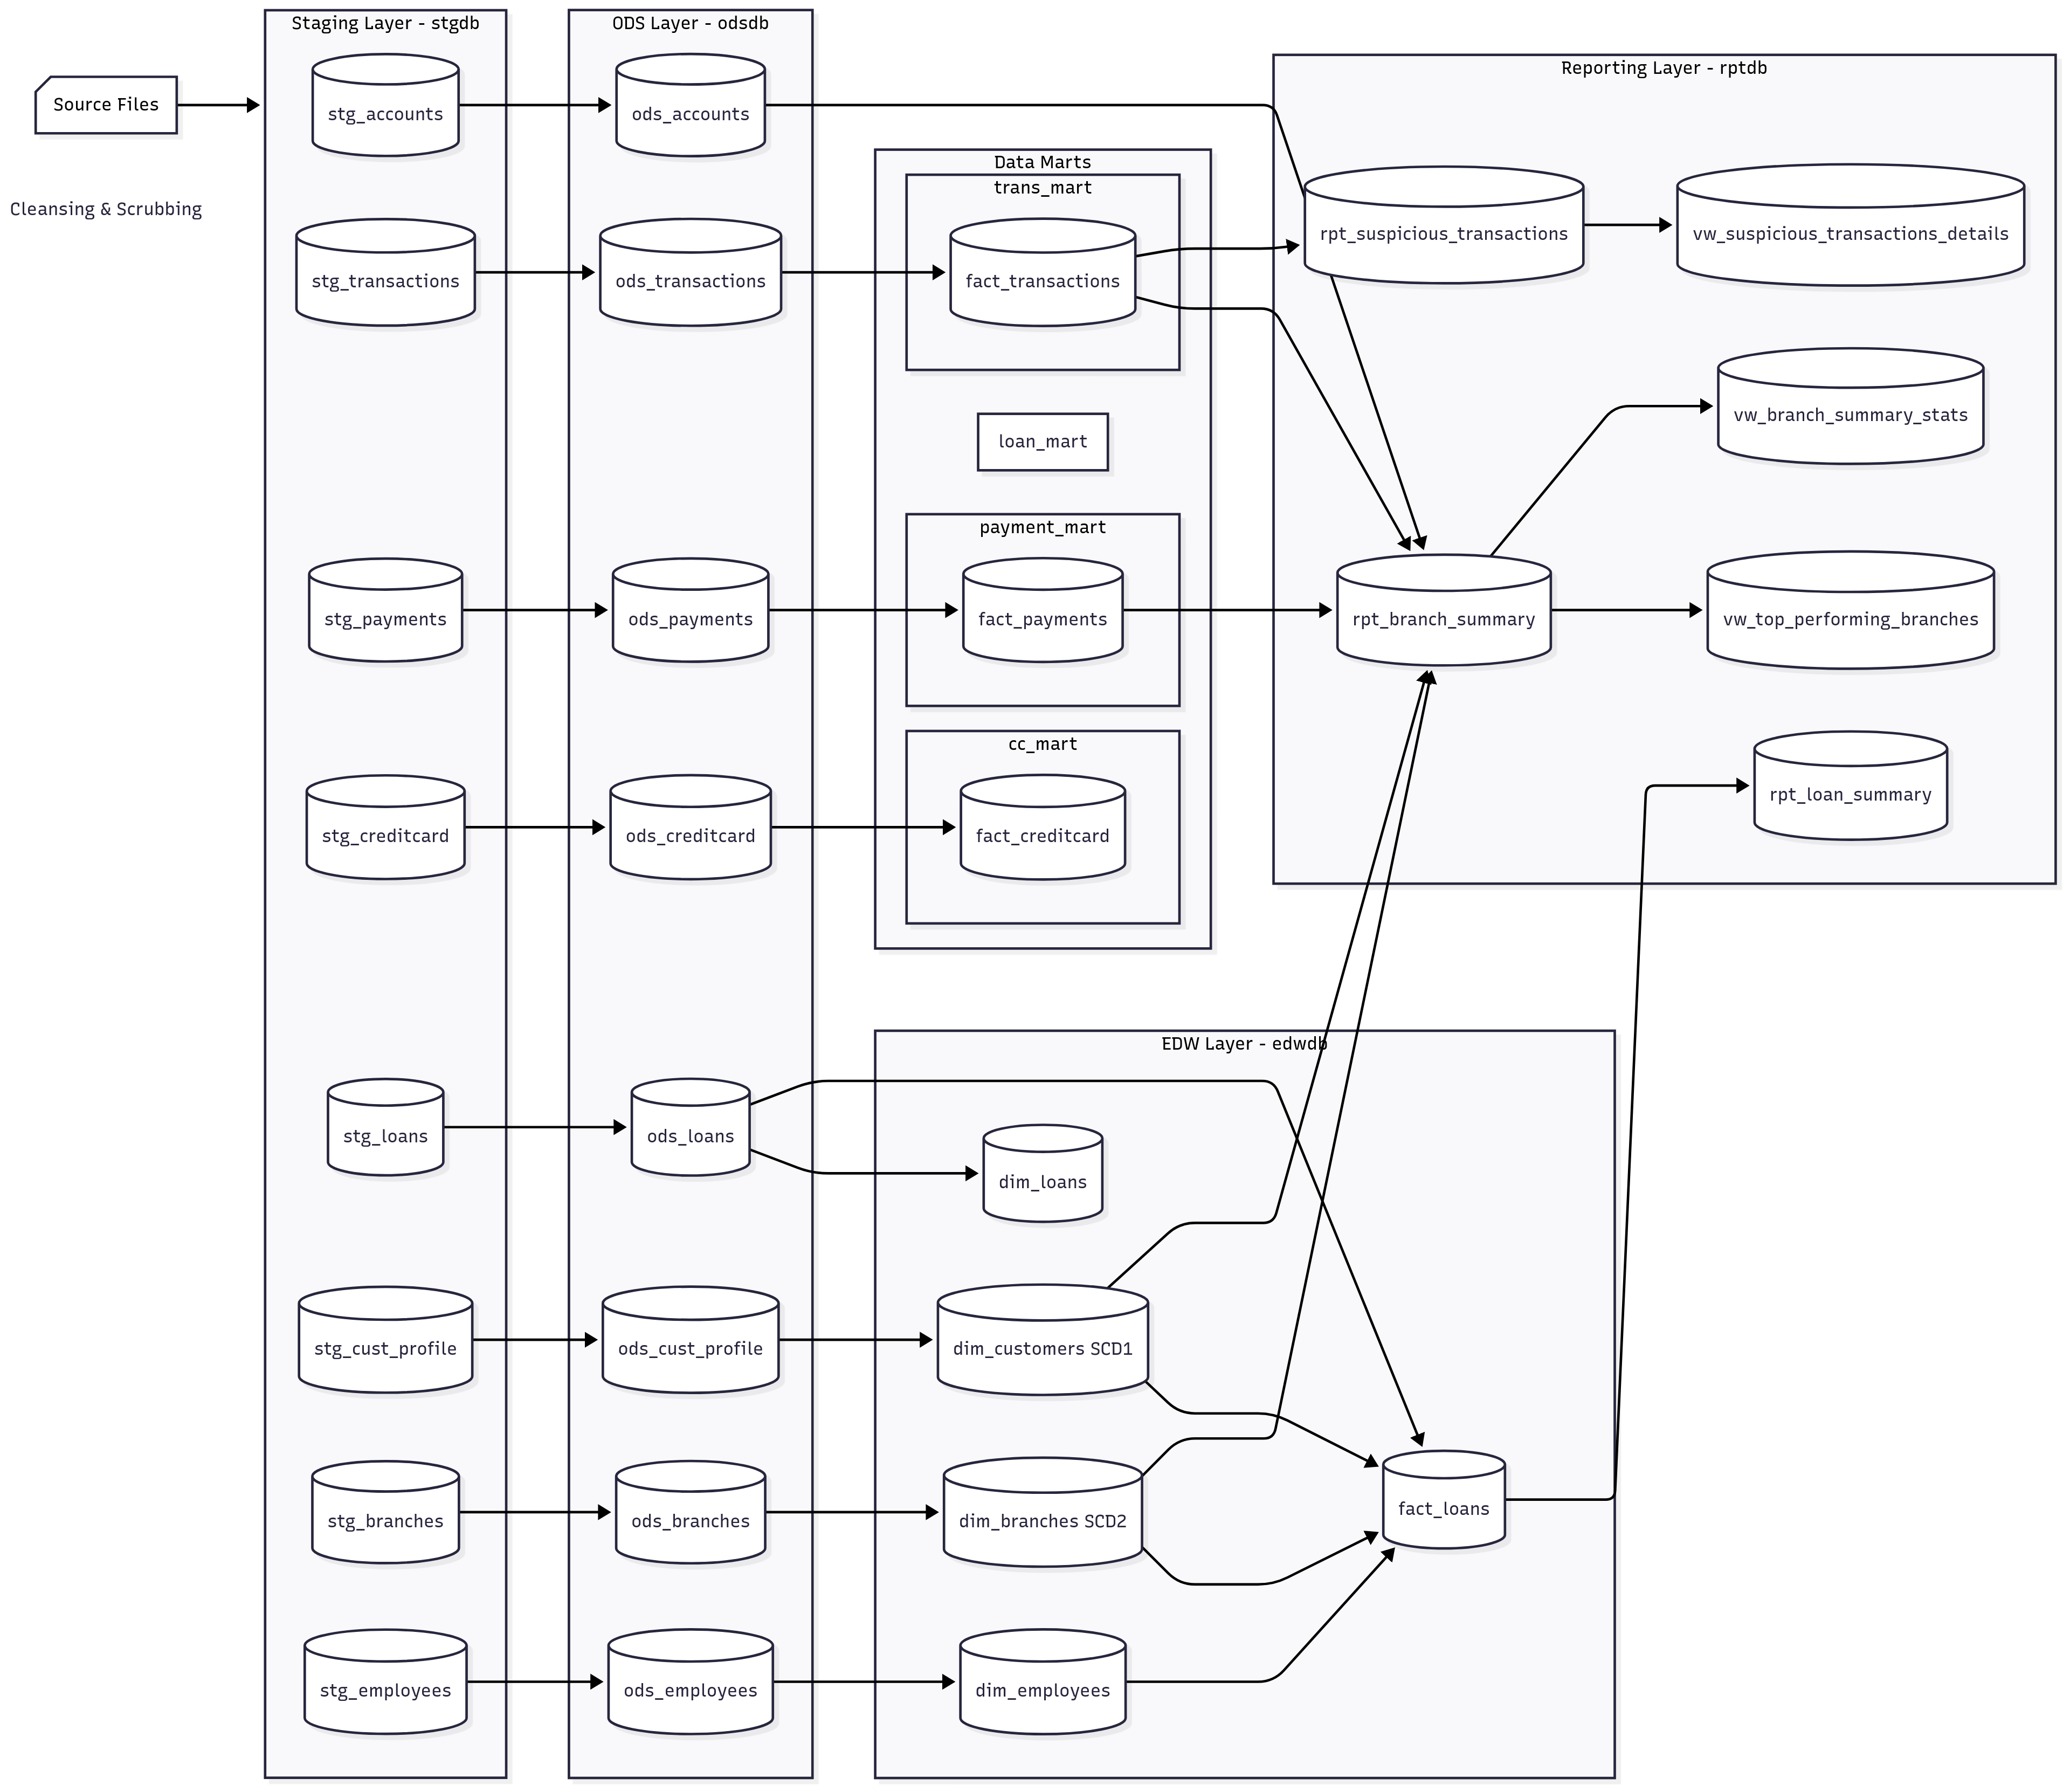 Source Files
Cleansing & Scrubbing
Staging Layer - stgdb
stg_accounts
stg_transactions
stg_payments
stg_creditcard
stg_loans
stg_cust_profile
stg_branches
stg_employees
ODS Layer - odsdb
ods_accounts
ods_transactions
ods_payments
ods_creditcard
ods_loans
ods_cust_profile
ods_branches
ods_employees
Data Marts
trans_mart
fact_transactions
loan_mart
payment_mart
fact_payments
cc_mart
fact_creditcard
EDW Layer - edwdb
dim_loans
dim_customers SCD1
dim_branches SCD2
dim_employees
fact_loans
Reporting Layer - rptdb
rpt_suspicious_transactions
vw_suspicious_transactions_details
vw_branch_summary_stats
rpt_branch_summary
vw_top_performing_branches
rpt_loan_summary